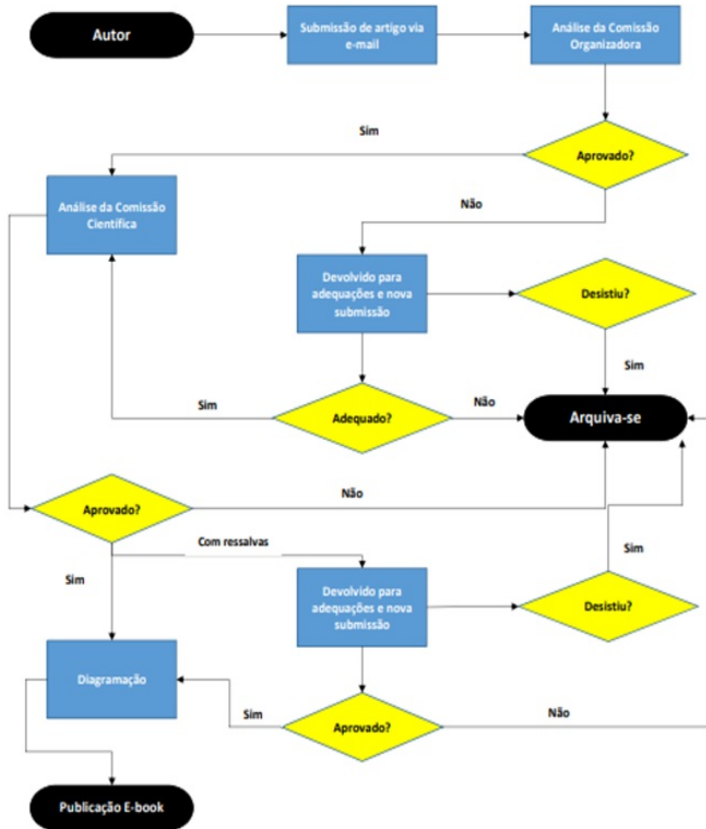 Autor
Submissão de artigo via
e-mail
Análise da Comissão
Organizadora
Sim
Aprovado?
Análise da Comissão
Científica
Não
Devolvido para
adequações e nova
submissão
Desistiu?
Sim
Sim
Adequado?
Não
Arquiva-se
Aprovado?
Não
Com ressalvas
Sim
Sim
Devolvido para
adequações e nova
submissão
Desistiu?
Diagramação
Sim
Aprovado?
Não
Publicação E-book